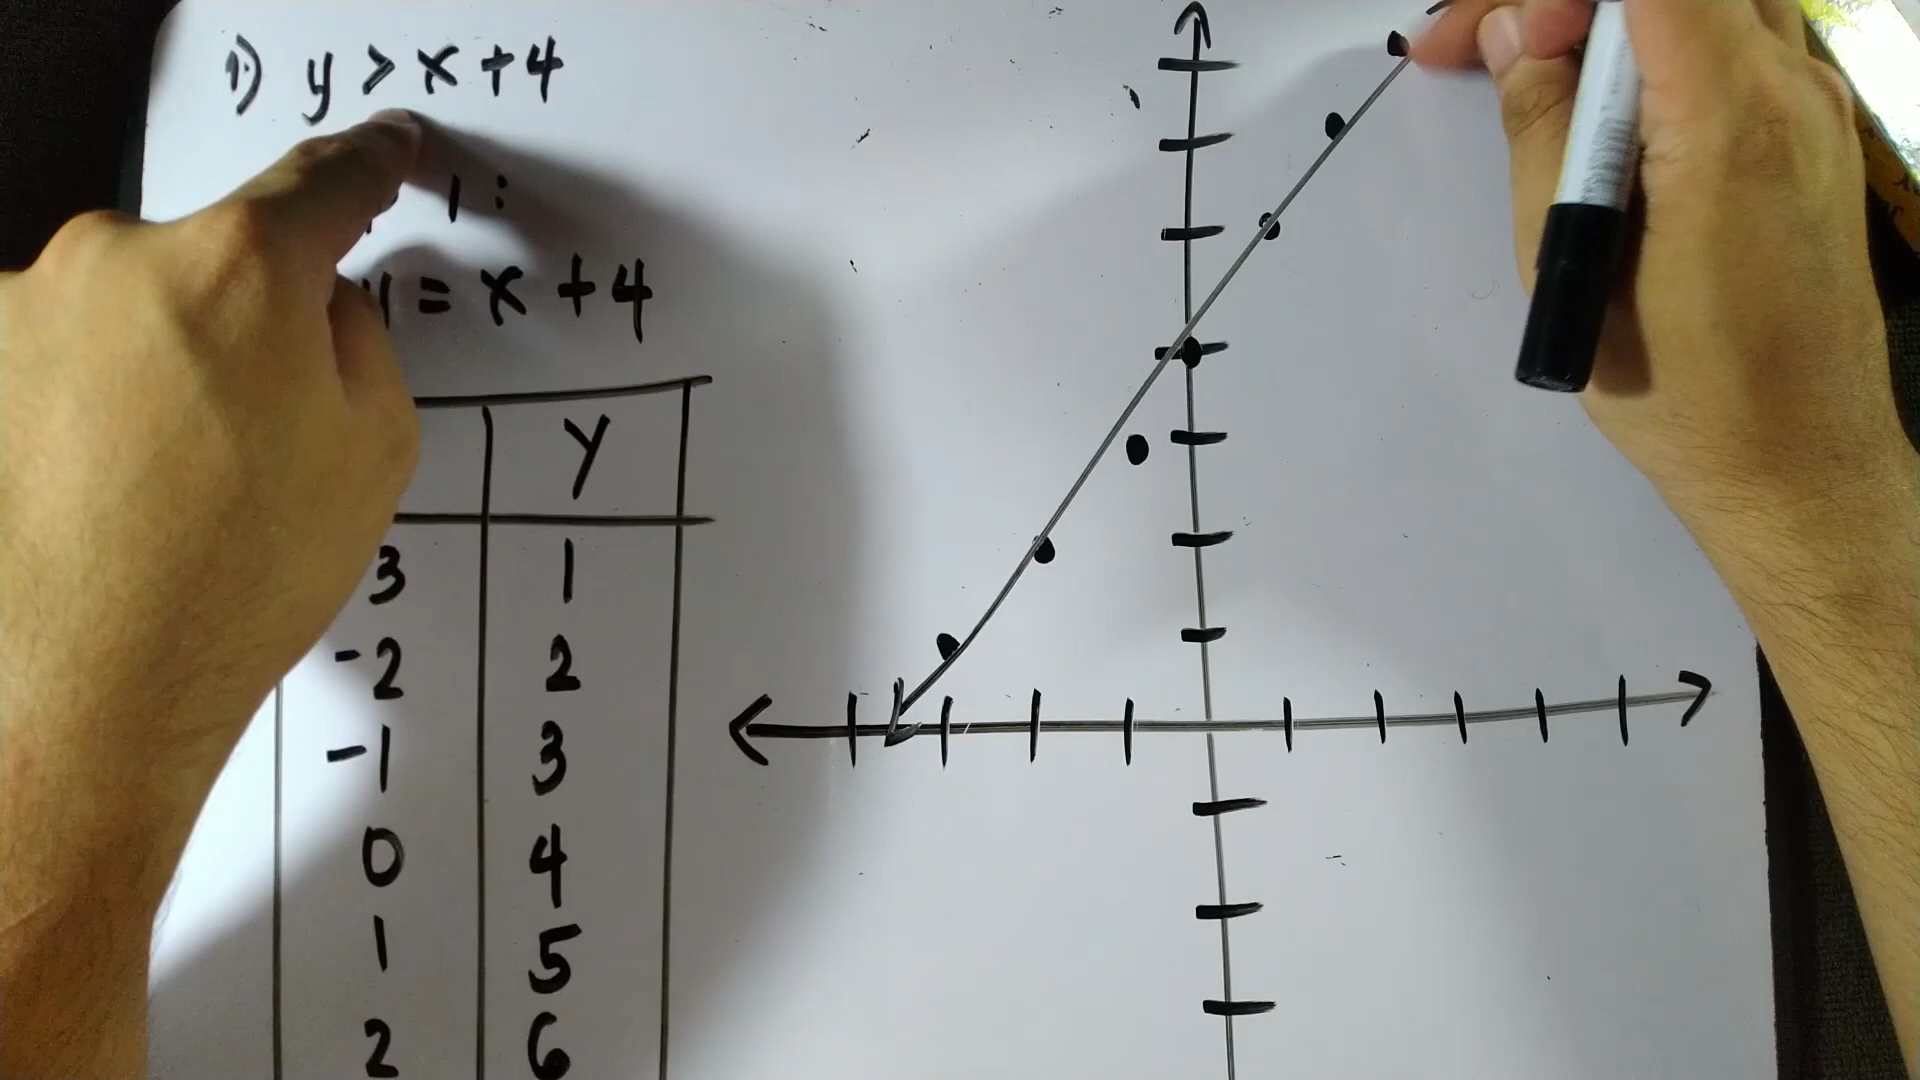 1.) y > x + 4
1 :
y = x + 4
y
3 1
-2 2
-1 3
0 4
1 5
2 6